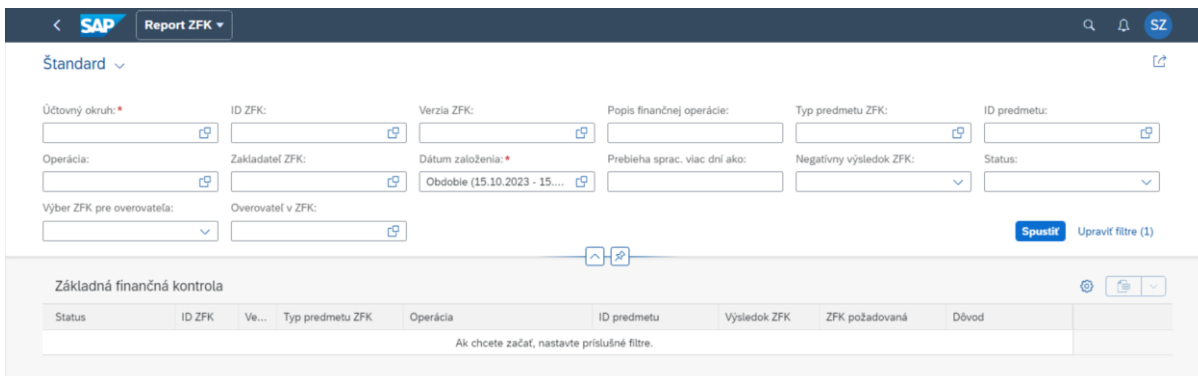 SAP Report ZFK SZ
Štandard
Účtovný okruh:* ID ZFK: Verzia ZFK: Popis finančnej operácie: Typ predmetu ZFK: ID predmetu:
Operácia: Zakladateľ ZFK: Dátum založenia:* Prebieha sprac. viac dní ako: Negatívny výsledok ZFK: Status:
Obdobie (15.10.2023 - 15....
Výber ZFK pre overovateľa: Overovateľ v ZFK:
Spustiť Upraviť filtre (1)
Základná finančná kontrola
Status ID ZFK Ve... Typ predmetu ZFK Operácia ID predmetu Výsledok ZFK ZFK požadovaná Dôvod
Ak chcete začať, nastavte príslušné filtre.